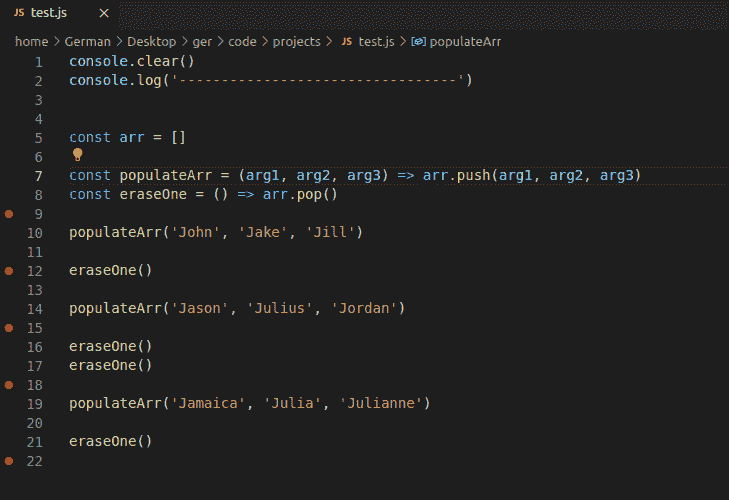 JS test.js ×
home > German > Desktop > ger > code > projects > JS test.js > populateArr
1 console.clear()
2 console.log('---------------------------------')
3
4
5 const arr = []
6
7 const populateArr = (arg1, arg2, arg3) => arr.push(arg1, arg2, arg3)
8 const eraseOne = () => arr.pop()
9
10 populateArr('John', 'Jake', 'Jill')
11
12 eraseOne()
13
14 populateArr('Jason', 'Julius', 'Jordan')
15
16 eraseOne()
17 eraseOne()
18
19 populateArr('Jamaica', 'Julia', 'Julianne')
20
21 eraseOne()
22